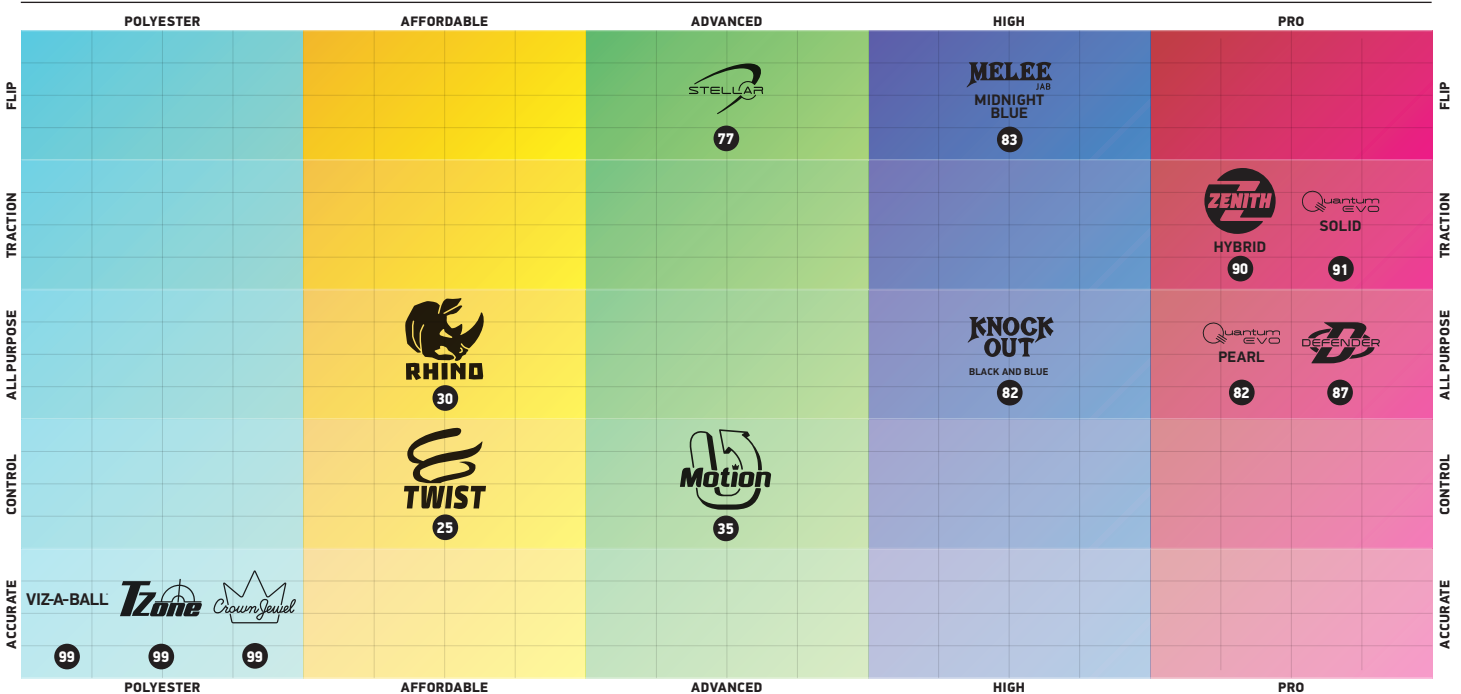 POLYESTER AFFORDABLE ADVANCED HIGH PRO
FLIP
STELLAR
77
MELEE
JAB
MIDNIGHT
BLUE
83
FLIP
TRACTION
ZENITH
HYBRID
90
Quantum
EVO
SOLID
91
TRACTION
ALL PURPOSE
RHINO
30
KNOCK
OUT
BLACK AND BLUE
82
Quantum
EVO
PEARL
82
DEFENDER
87
ALL PURPOSE
CONTROL
TWIST
25
Motion
35
CONTROL
ACCURATE
VIZ-A-BALL
99
TZone
99
Crown Jewel
99
ACCURATE
POLYESTER AFFORDABLE ADVANCED HIGH PRO